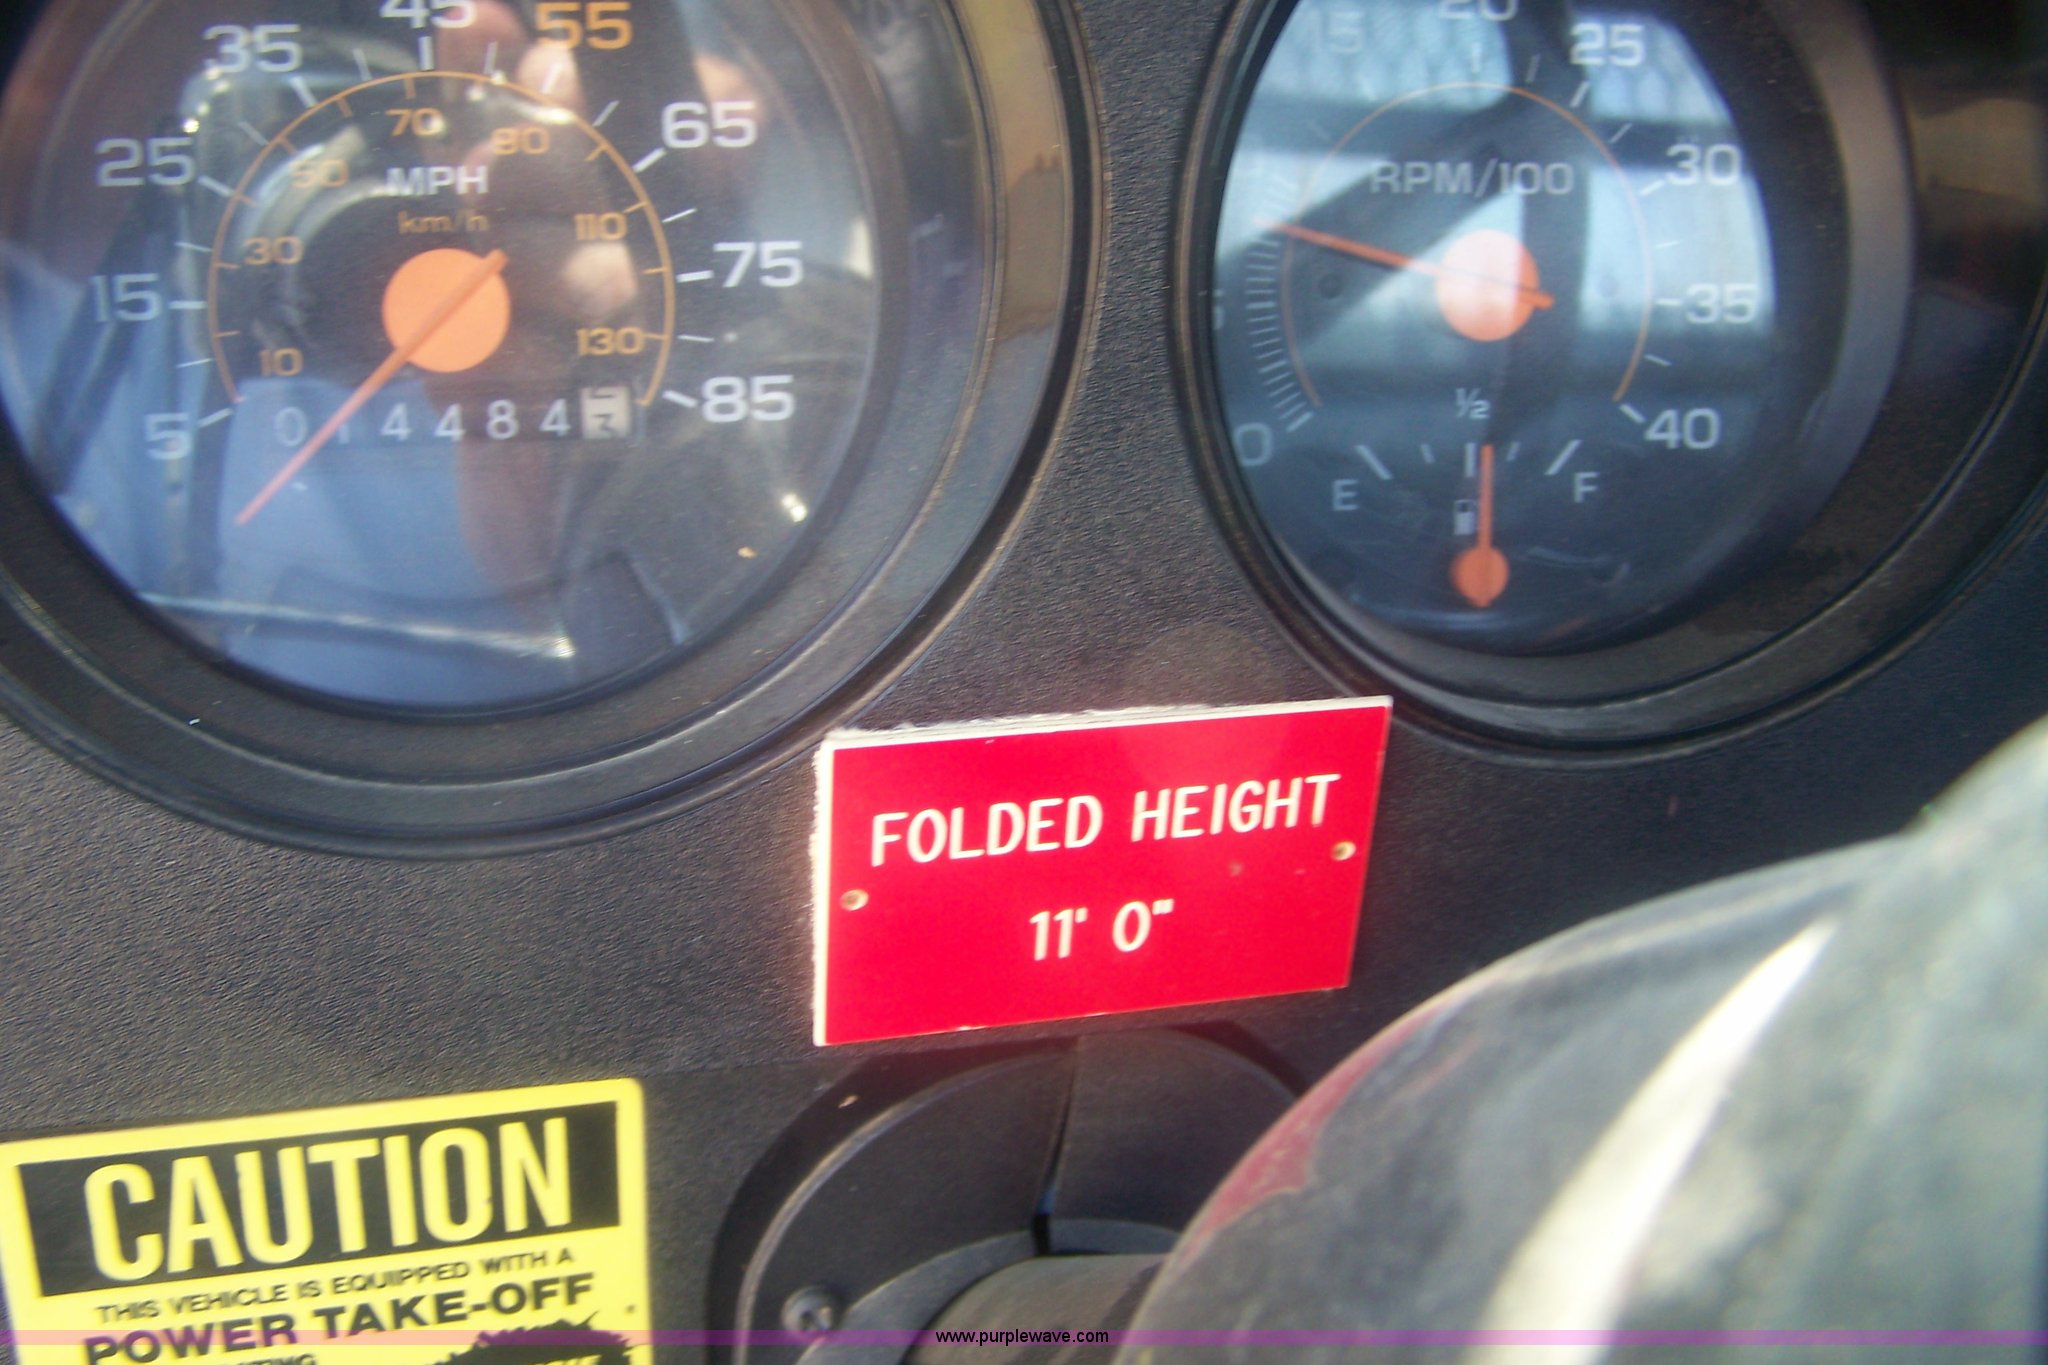 45
55
35
65
25
70
80
50
MPH
km/h
110
30
75
15
130
10
85
5
0 1 4 4 8 4
15
20
25
30
RPM/100
35
40
0
1/2
E
F
FOLDED HEIGHT
11' 0"
CAUTION
THIS VEHICLE IS EQUIPPED WITH A
POWER TAKE-OFF
www.purplewave.com